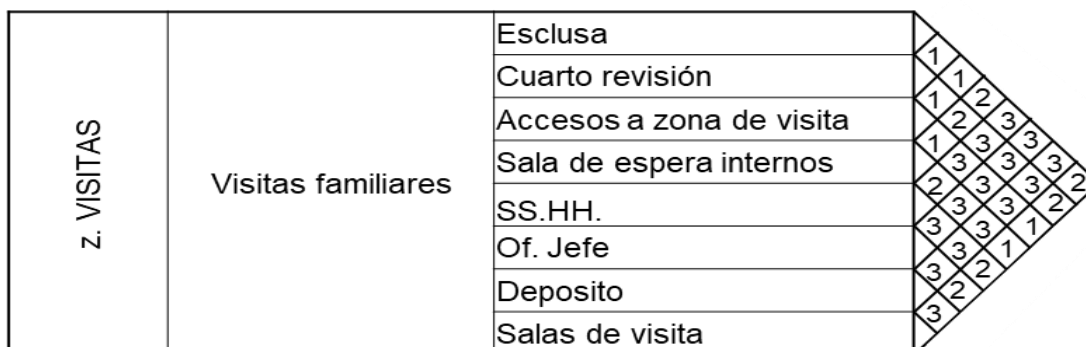 z. VISITAS
Visitas familiares
Esclusa
Cuarto revisión
Accesos a zona de visita
Sala de espera internos
SS.HH.
Of. Jefe
Deposito
Salas de visita
1
1
1 2
2 3
1 3 3
3 3 3
2 3 3 2
3 3 2
3 3 1
3 1
3 2
2
3